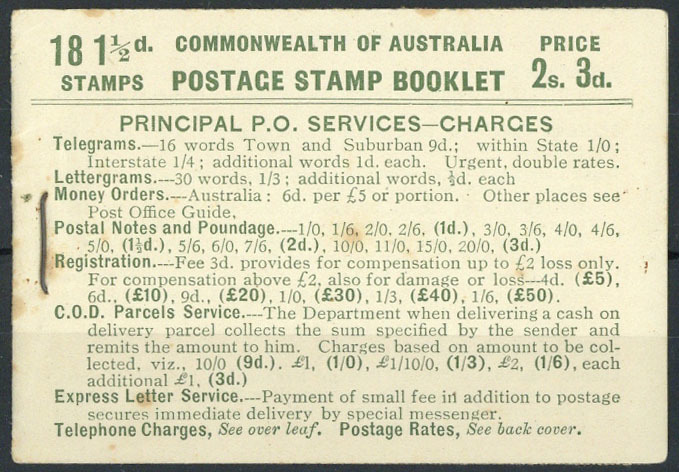 18 1½d. COMMONWEALTH OF AUSTRALIA PRICE
STAMPS POSTAGE STAMP BOOKLET 2s. 3d.
PRINCIPAL P.O. SERVICES—CHARGES
Telegrams.—16 words Town and Suburban 9d.; within State 1/0;
Interstate 1/4; additional words 1d. each. Urgent, double rates.
Lettergrams.—30 words, 1/3; additional words, ½d. each
Money Orders.—Australia: 6d. per £5 or portion. Other places see
Post Office Guide,
Postal Notes and Poundage.—1/0, 1/6, 2/0, 2/6, (1d.), 3/0, 3/6, 4/0, 4/6,
5/0, (1½d.), 5/6, 6/0, 7/6, (2d.), 10/0, 11/0, 15/0, 20/0, (3d.)
Registration.—Fee 3d. provides for compensation up to £2 loss only.
For compensation above £2, also for damage or loss—4d. (£5),
6d., (£10), 9d., (£20), 1/0, (£30), 1/3, (£40), 1/6, (£50).
C.O.D. Parcels Service.—The Department when delivering a cash on
delivery parcel collects the sum specified by the sender and
remits the amount to him. Charges based on amount to be col-
lected, viz., 10/0 (9d.). £1, (1/0), £1/10/0, (1/3), £2, (1/6), each
additional £1, (3d.)
Express Letter Service.—Payment of small fee in addition to postage
secures immediate delivery by special messenger.
Telephone Charges, See over leaf. Postage Rates, See back cover.